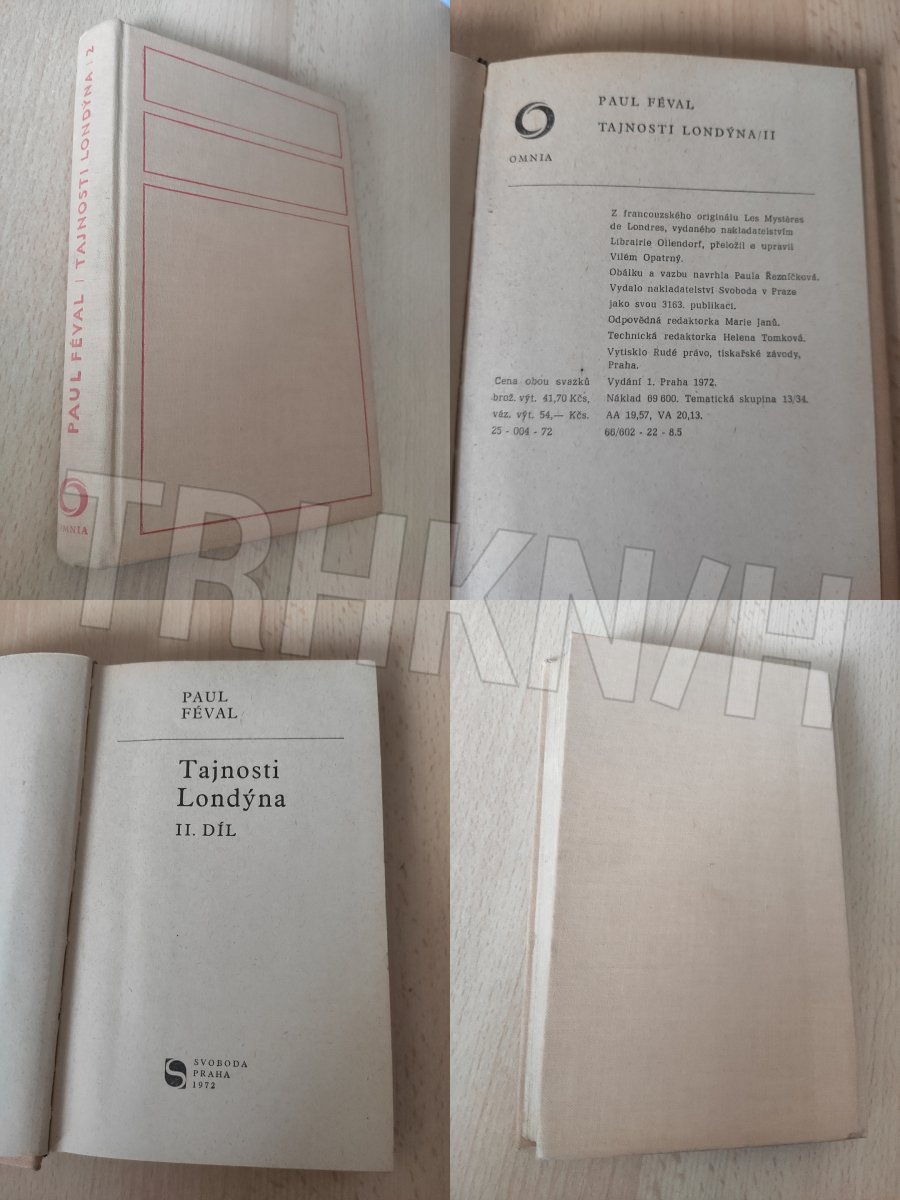 PAUL FÉVAL / TAJNOSTI LONDÝNA / 2
OMNIA
PAUL FÉVAL
TAJNOSTI LONDÝNA/II
OMNIA
Z francouzského originálu Les Mystères
de Londres, vydaného nakladatelstvím
Librairie Ollendorf, přeložil a upravil
Vilém Opatrný.
Obálku a vazbu navrhla Paula Řezníčková.
Vydalo nakladatelství Svoboda v Praze
jako svou 3163. publikaci.
Odpovědná redaktorka Marie Janů.
Technická redaktorka Helena Tomková.
Vytisklo Rudé právo, tiskařské závody,
Praha.
Cena obou svazků Vydání 1. Praha 1972.
brož. výt. 41,70 Kčs, Náklad 69 600. Tematická skupina 13/34.
váz. výt. 54,— Kčs. AA 19,57, VA 20,13.
25 - 004 - 72 66/602 - 22 - 8.5
TRHKN/H
PAUL
FÉVAL
Tajnosti
Londýna
II. DÍL
SVOBODA
PRAHA
1972